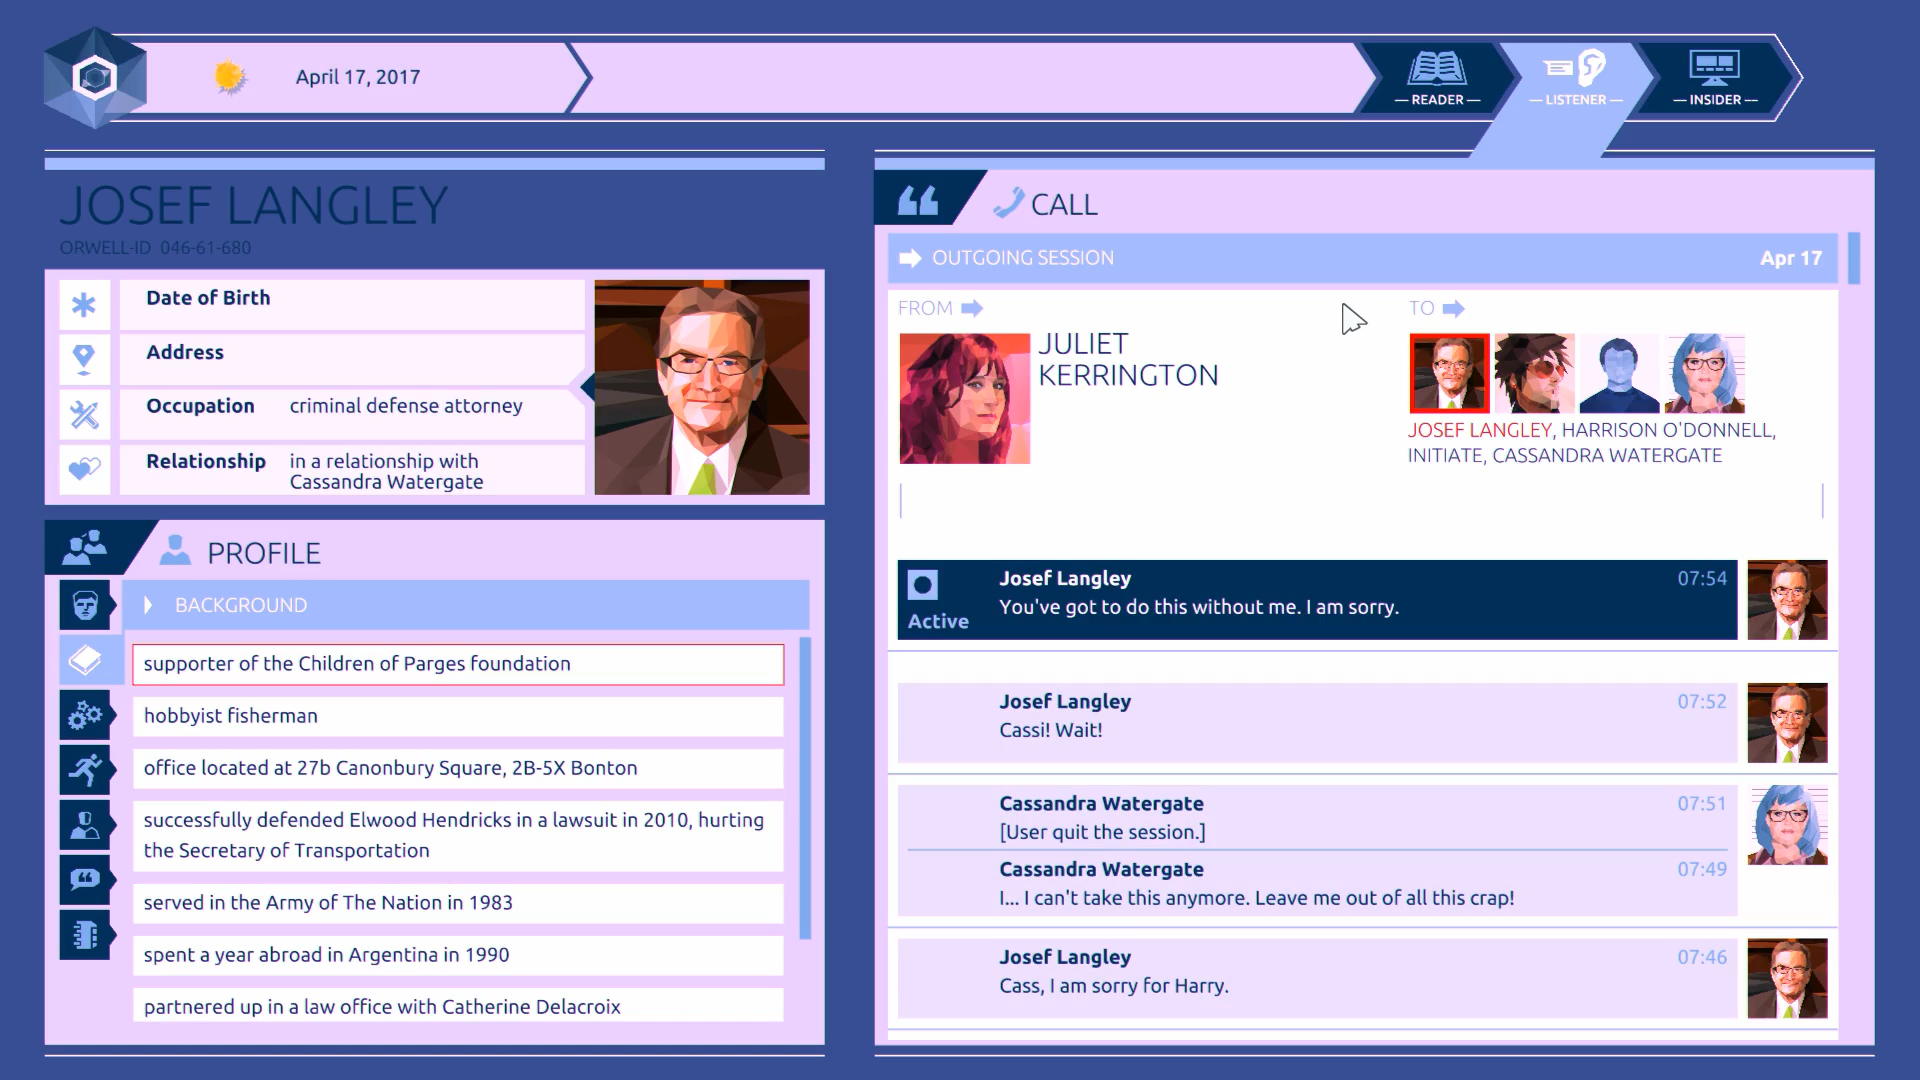 April 17, 2017
— READER —
— LISTENER —
— INSIDER —
JOSEF LANGLEY
ORWELL-ID 046-61-680
Date of Birth
Address
Occupation criminal defense attorney
Relationship in a relationship with
Cassandra Watergate
PROFILE
BACKGROUND
supporter of the Children of Parges foundation
hobbyist fisherman
office located at 27b Canonbury Square, 2B-5X Bonton
successfully defended Elwood Hendricks in a lawsuit in 2010, hurting
the Secretary of Transportation
served in the Army of The Nation in 1983
spent a year abroad in Argentina in 1990
partnered up in a law office with Catherine Delacroix
CALL
OUTGOING SESSION Apr 17
FROM
JULIET
KERRINGTON
TO
JOSEF LANGLEY, HARRISON O'DONNELL,
INITIATE, CASSANDRA WATERGATE
Josef Langley 07:54
You've got to do this without me. I am sorry.
Active
Josef Langley 07:52
Cassi! Wait!
Cassandra Watergate 07:51
[User quit the session.]
Cassandra Watergate 07:49
I... I can't take this anymore. Leave me out of all this crap!
Josef Langley 07:46
Cass, I am sorry for Harry.